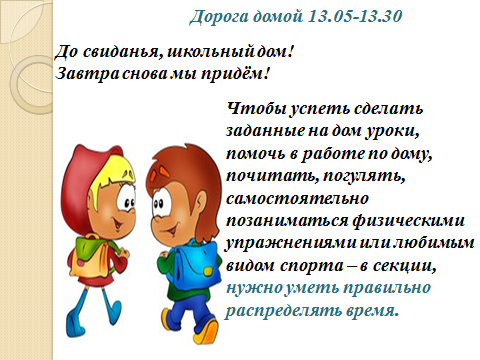 Дорога домой 13.05-13.30
До свиданья, школьный дом!
Завтра снова мы придём!
Чтобы успеть сделать
заданные на дом уроки,
помочь в работе по дому,
почитать, погулять,
самостоятельно
позаниматься физическими
упражнениями или любимым
видом спорта – в секции,
нужно уметь правильно
распределять время.